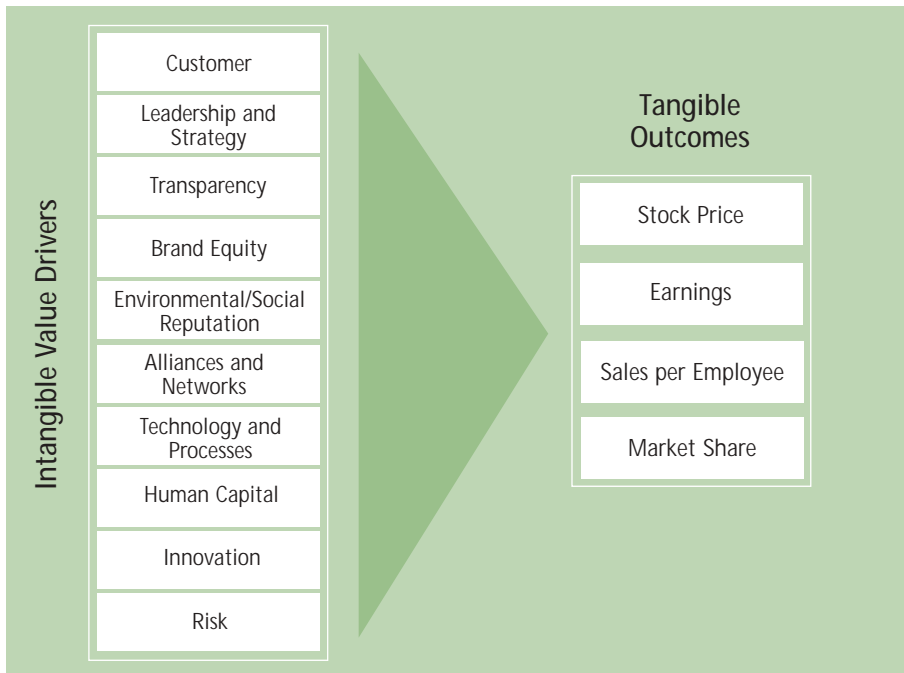 Intangible Value Drivers
Customer
Leadership and
Strategy
Transparency
Brand Equity
Environmental/Social
Reputation
Alliances and
Networks
Technology and
Processes
Human Capital
Innovation
Risk
Tangible
Outcomes
Stock Price
Earnings
Sales per Employee
Market Share